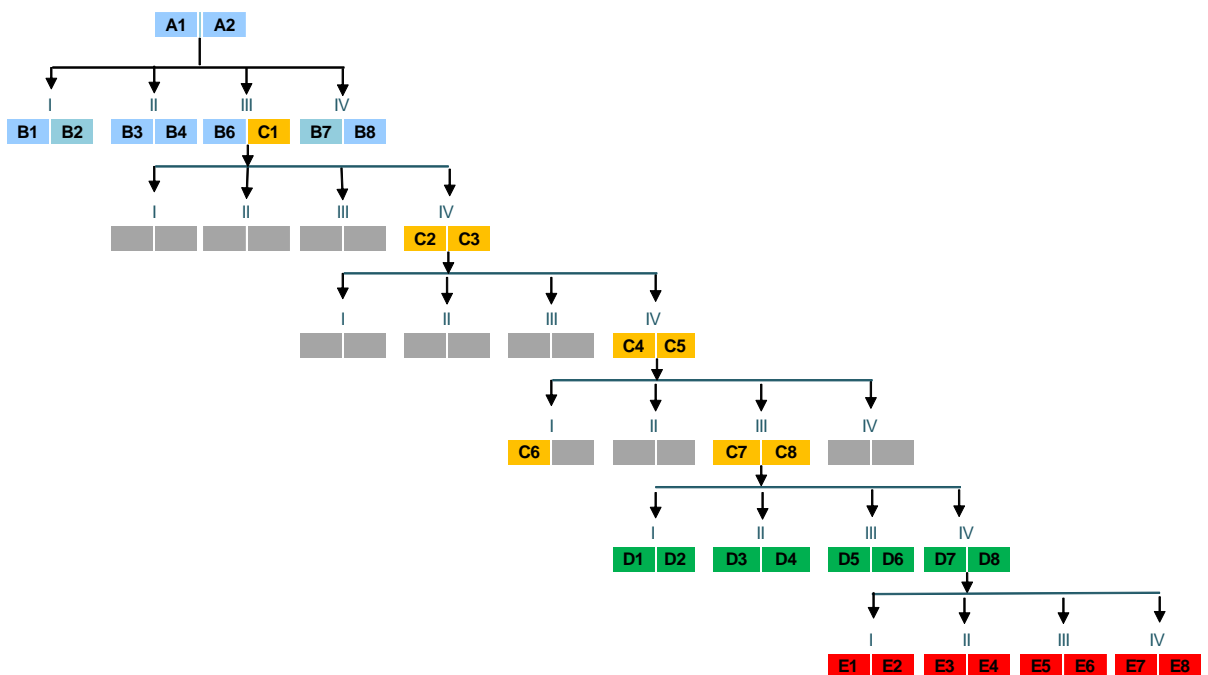 A1 A2
I II III IV
B1 B2 B3 B4 B6 C1 B7 B8
I II III IV
C2 C3
I II III IV
C4 C5
I II III IV
C6 C7 C8
I II III IV
D1 D2 D3 D4 D5 D6 D7 D8
I II III IV
E1 E2 E3 E4 E5 E6 E7 E8